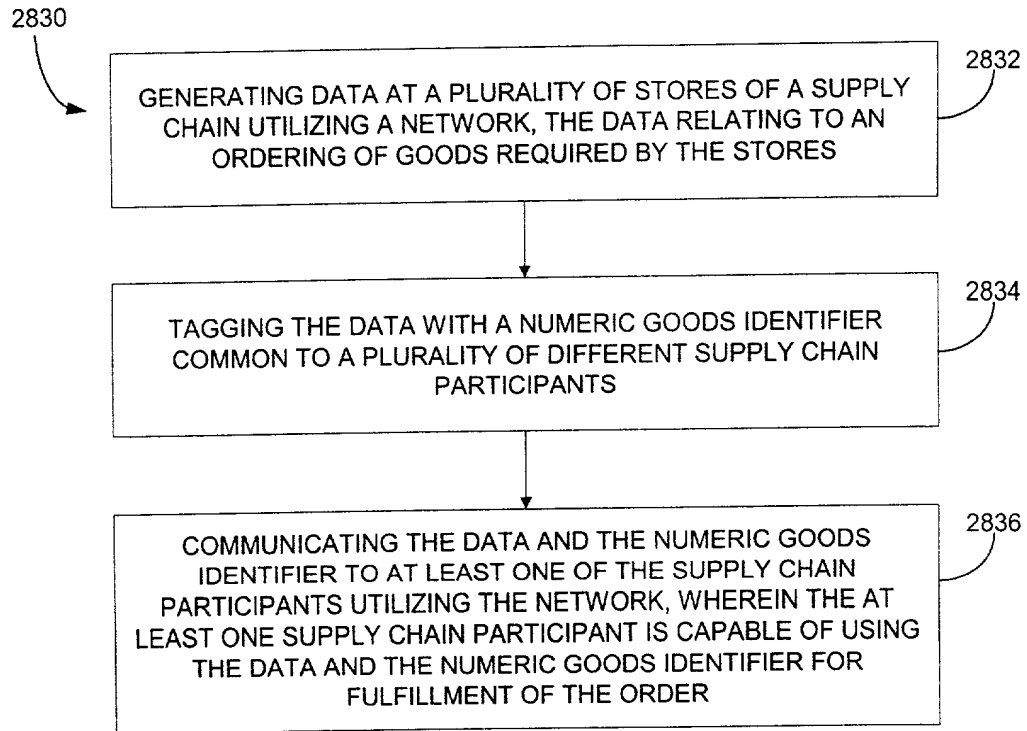 2830
2832
GENERATING DATA AT A PLURALITY OF STORES OF A SUPPLY
CHAIN UTILIZING A NETWORK, THE DATA RELATING TO AN
ORDERING OF GOODS REQUIRED BY THE STORES
2834
TAGGING THE DATA WITH A NUMERIC GOODS IDENTIFIER
COMMON TO A PLURALITY OF DIFFERENT SUPPLY CHAIN
PARTICIPANTS
2836
COMMUNICATING THE DATA AND THE NUMERIC GOODS
IDENTIFIER TO AT LEAST ONE OF THE SUPPLY CHAIN
PARTICIPANTS UTILIZING THE NETWORK, WHEREIN THE AT
LEAST ONE SUPPLY CHAIN PARTICIPANT IS CAPABLE OF USING
THE DATA AND THE NUMERIC GOODS IDENTIFIER FOR
FULFILLMENT OF THE ORDER